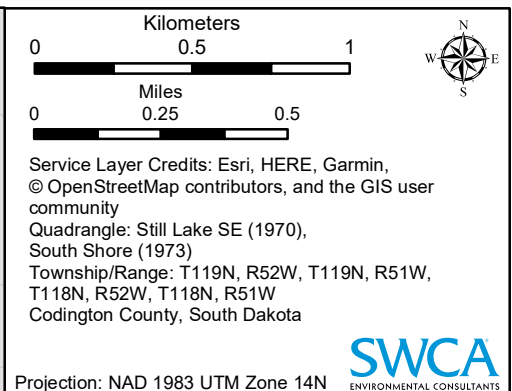 Kilometers
0 0.5 1
N
W E
S
Miles
0 0.25 0.5
Service Layer Credits: Esri, HERE, Garmin,
© OpenStreetMap contributors, and the GIS user
community
Quadrangle: Still Lake SE (1970),
South Shore (1973)
Township/Range: T119N, R52W, T119N, R51W,
T118N, R52W, T118N, R51W
Codington County, South Dakota
Projection: NAD 1983 UTM Zone 14N
SWCA
ENVIRONMENTAL CONSULTANTS